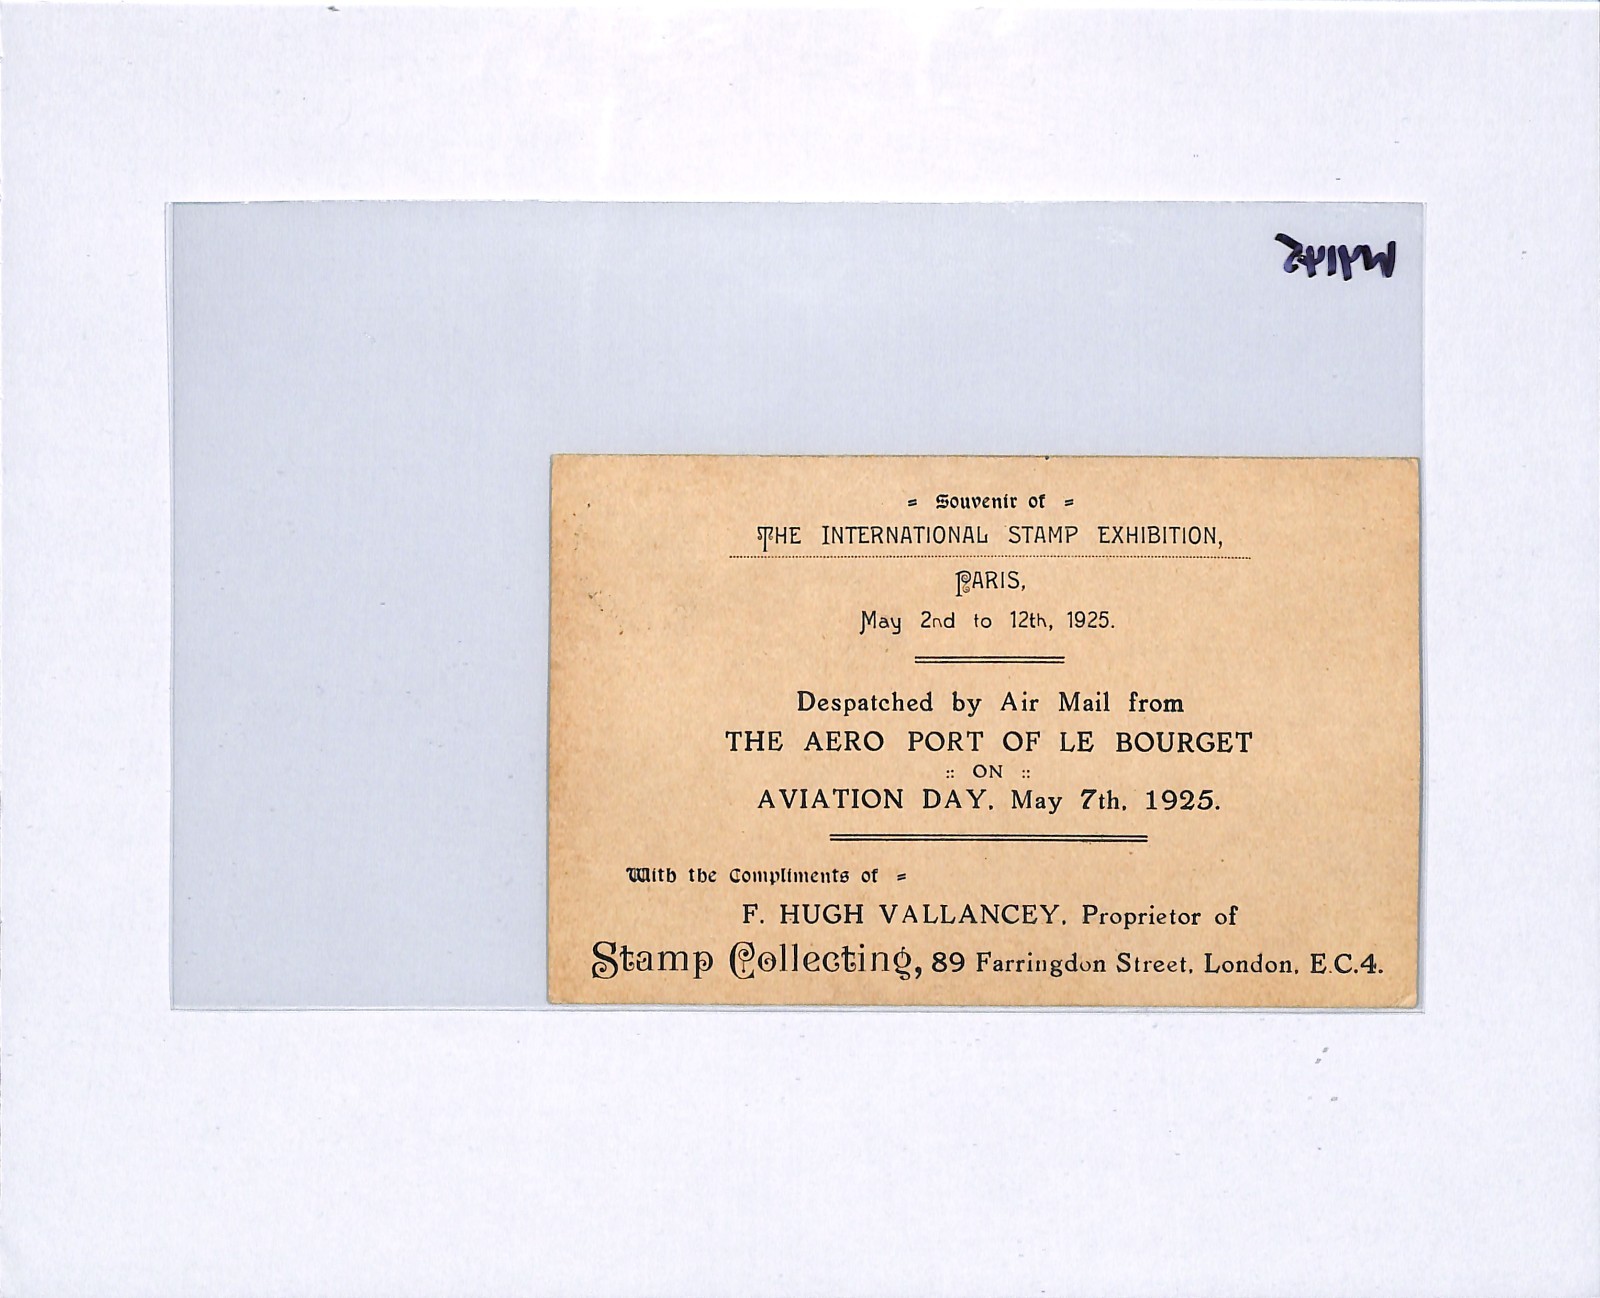 = Souvenir of =
THE INTERNATIONAL STAMP EXHIBITION,
PARIS,
May 2nd to 12th, 1925.
Despatched by Air Mail from
THE AERO PORT OF LE BOURGET
:: ON ::
AVIATION DAY, May 7th, 1925.
With the Compliments of =
F. HUGH VALLANCEY, Proprietor of
Stamp Collecting, 89 Farringdon Street, London, E.C.4.